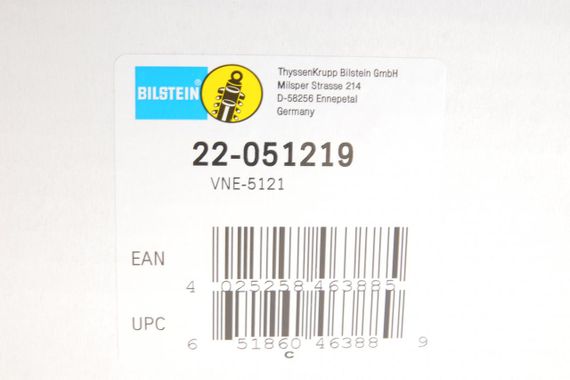 BILSTEIN®
ThyssenKrupp Bilstein GmbH
Milsper Strasse 214
D-58256 Ennepetal
Germany
22-051219
VNE-5121
EAN
4 025258 463885
UPC
6 51860 46388 9
C